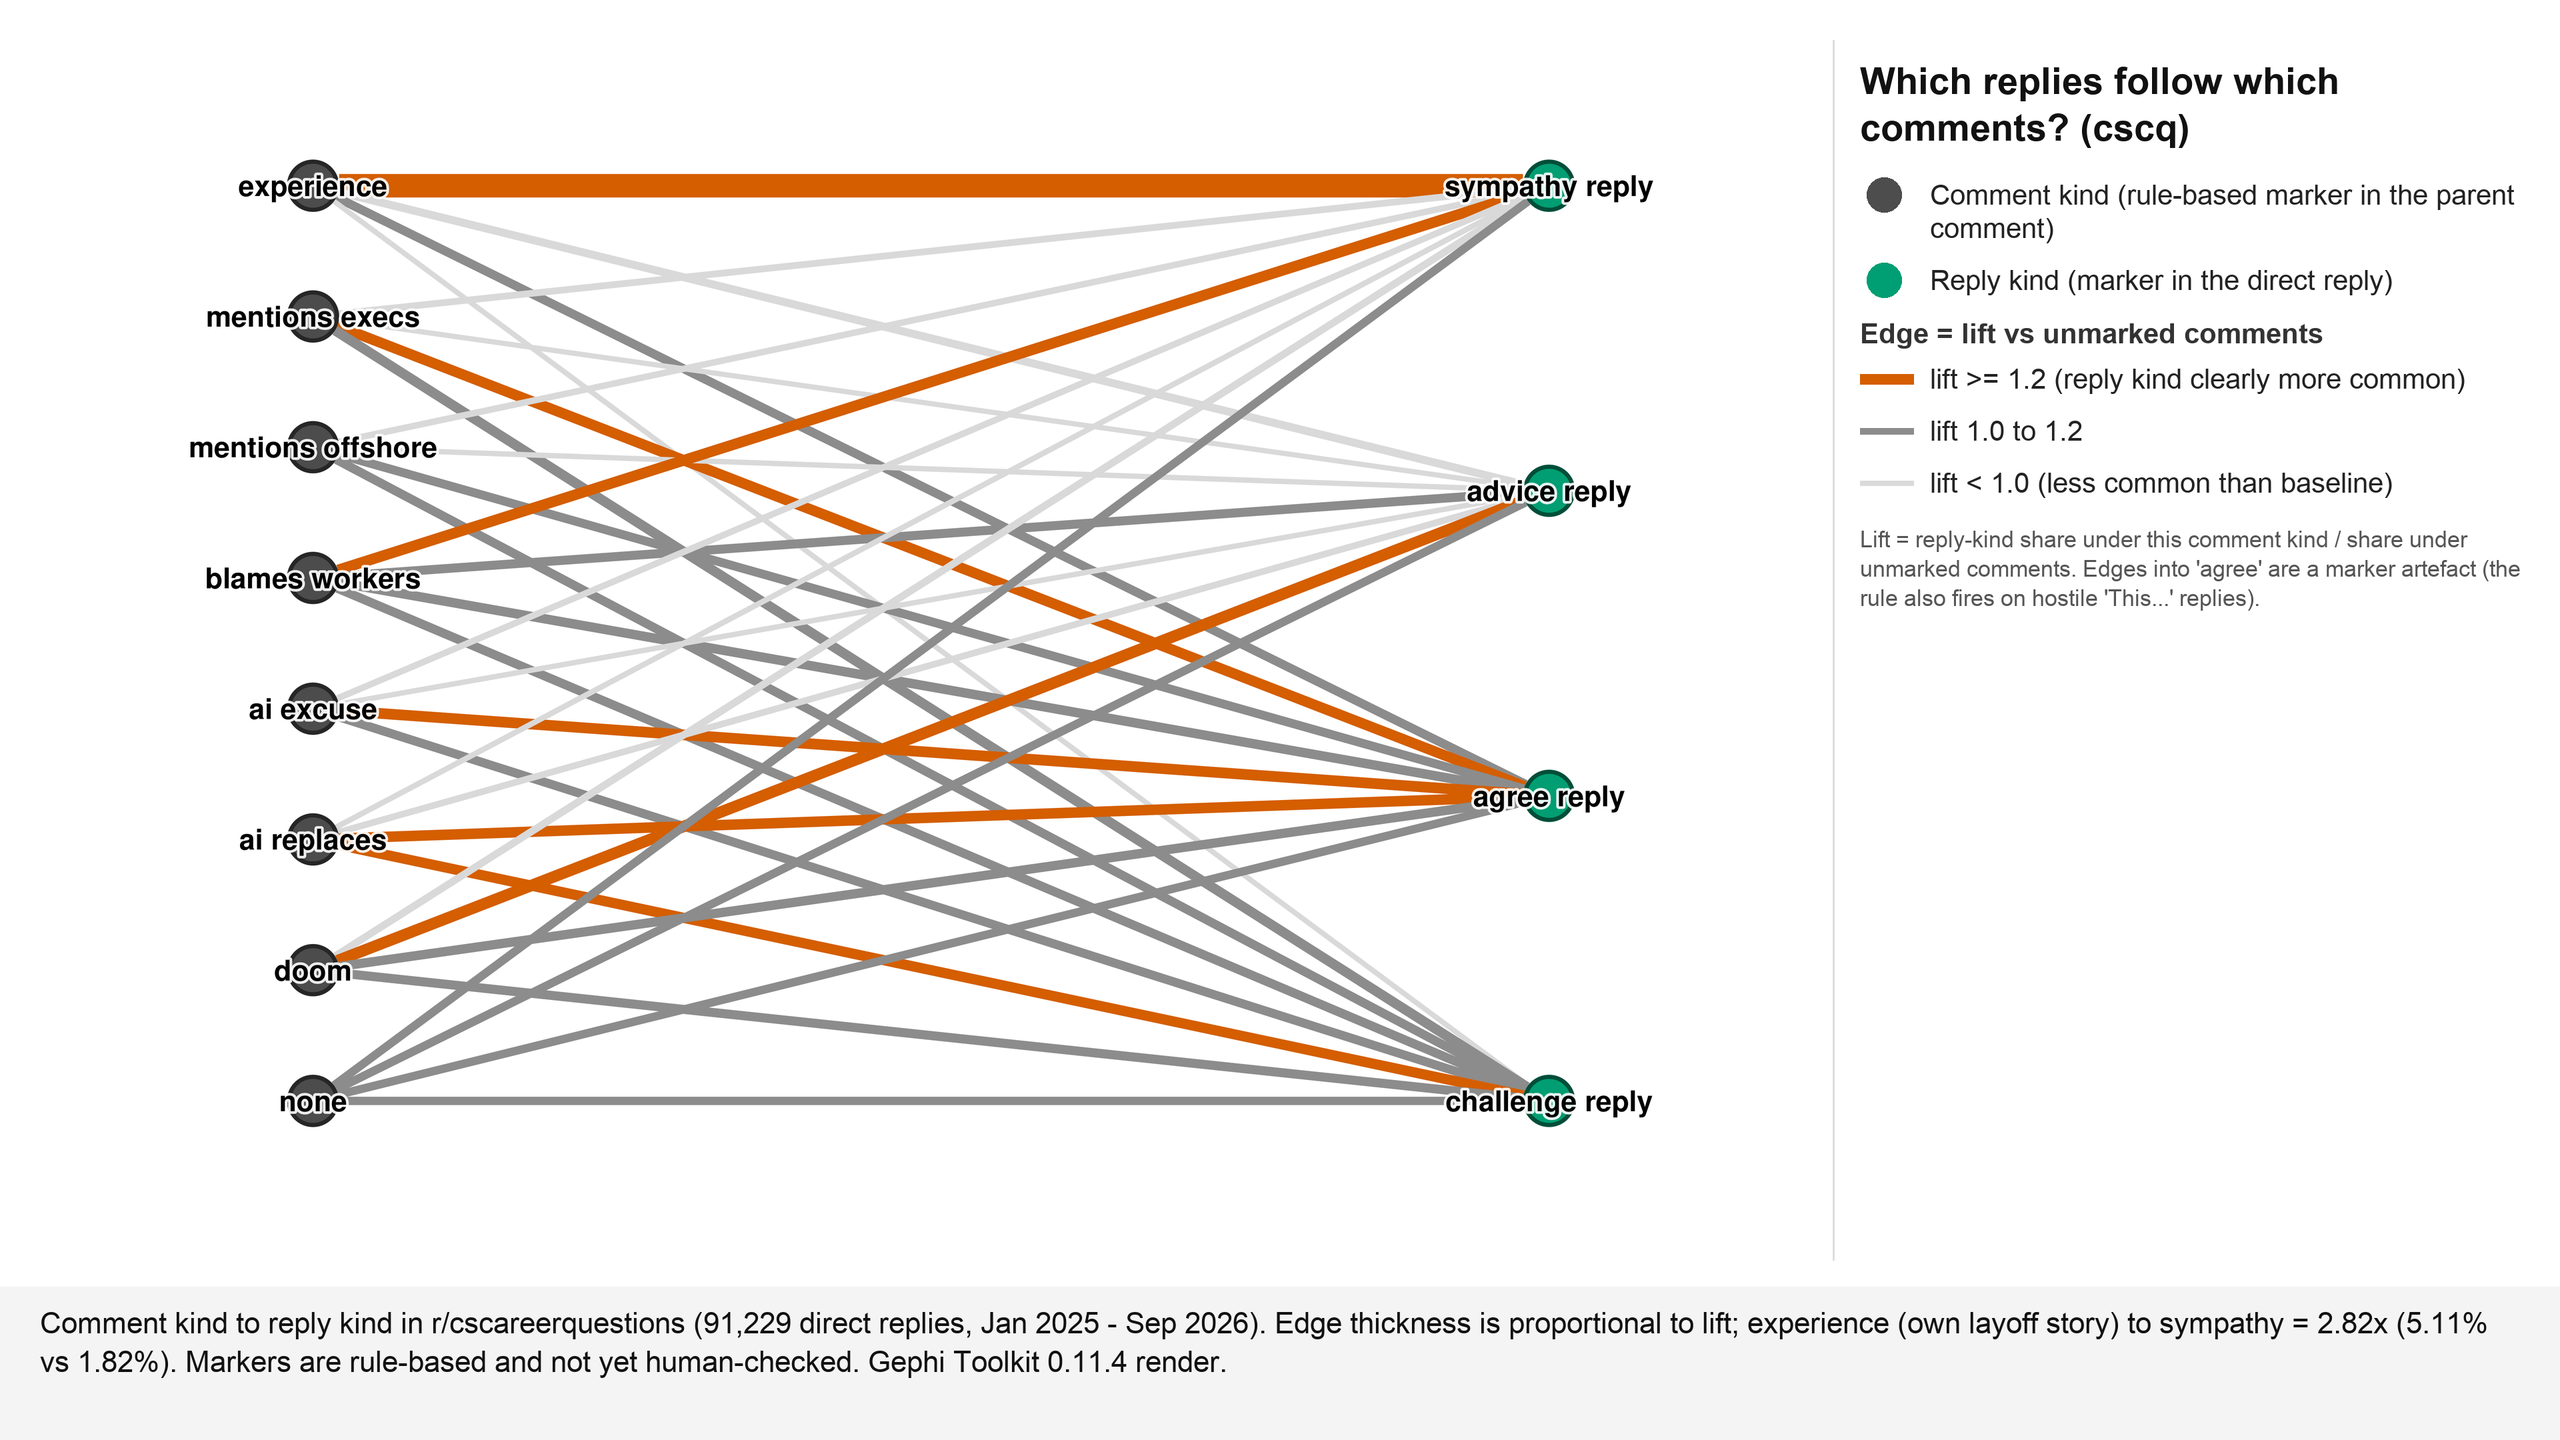 experience
mentions execs
mentions offshore
blames workers
ai excuse
ai replaces
doom
none
sympathy reply
advice reply
agree reply
challenge reply
Which replies follow which
comments? (cscq)
Comment kind (rule-based marker in the parent
comment)
Reply kind (marker in the direct reply)
Edge = lift vs unmarked comments
lift >= 1.2 (reply kind clearly more common)
lift 1.0 to 1.2
lift < 1.0 (less common than baseline)
Lift = reply-kind share under this comment kind / share under
unmarked comments. Edges into 'agree' are a marker artefact (the
rule also fires on hostile 'This...' replies).
Comment kind to reply kind in r/cscareerquestions (91,229 direct replies, Jan 2025 - Sep 2026). Edge thickness is proportional to lift; experience (own layoff story) to sympathy = 2.82x (5.11%
vs 1.82%). Markers are rule-based and not yet human-checked. Gephi Toolkit 0.11.4 render.